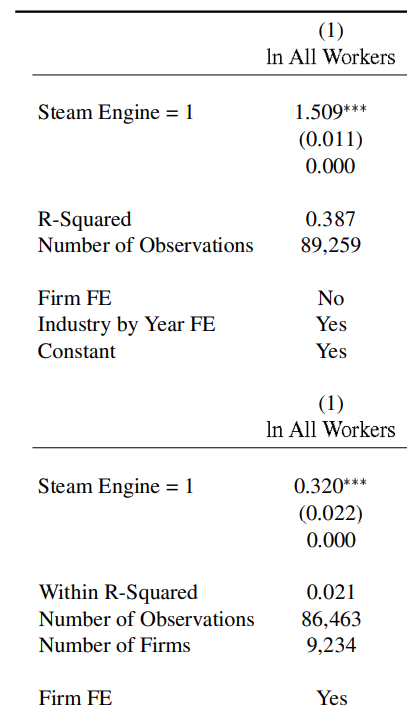 (1)
ln All Workers
Steam Engine = 1 1.509***
(0.011)
0.000
R-Squared 0.387
Number of Observations 89,259
Firm FE No
Industry by Year FE Yes
Constant Yes
(1)
ln All Workers
Steam Engine = 1 0.320***
(0.022)
0.000
Within R-Squared 0.021
Number of Observations 86,463
Number of Firms 9,234
Firm FE Yes